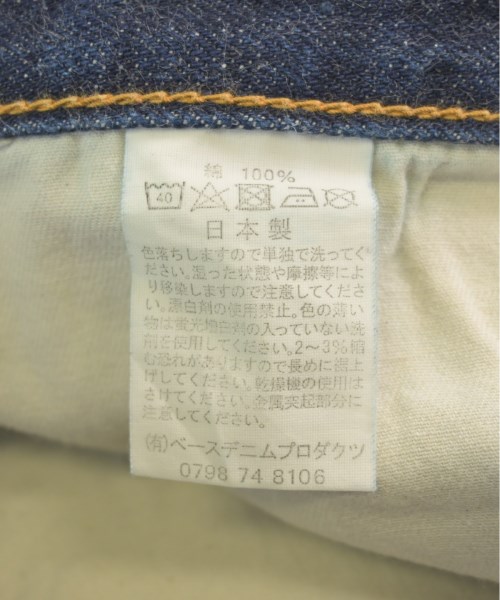 綿 100%
40
日本製
色落ちしますので単独で洗ってく
ださい。湿った状態や摩擦等によ
り移染しますので注意してくださ
い。漂白剤の使用禁止。色の薄い
物は蛍光増白剤の入っていない洗
剤を使用してください。2~3%縮
む恐れがありますので長めに裾上
げしてください。乾燥機の使用は
さけてください。金属突起部分に
注意してください。
(有)ベースデニムプロダクツ
0798 74 8106